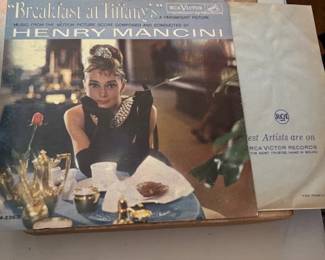 "Breakfast at Tiffany's"
RCA VICTOR
A PARAMOUNT PICTURE
MUSIC FROM THE MOTION PICTURE SCORE COMPOSED AND CONDUCTED BY
HENRY MANCINI
RCA
est Artists are on
RCA VICTOR RECORDS